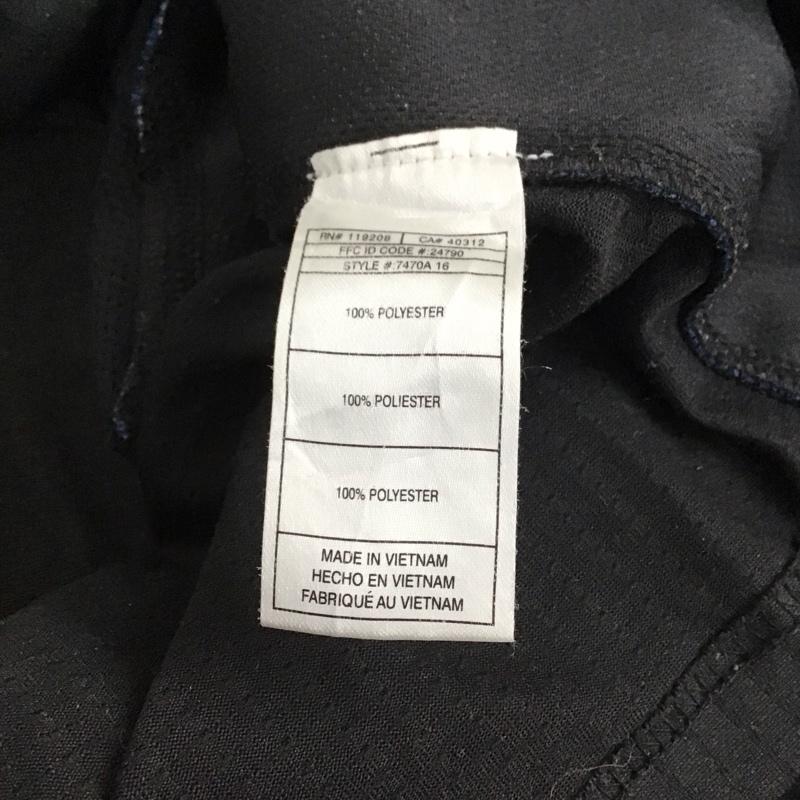 RN# 119208 | CA# 40312
FFC ID CODE #:24790
STYLE #:7470A 16
100% POLYESTER
100% POLIESTER
100% POLYESTER
MADE IN VIETNAM
HECHO EN VIETNAM
FABRIQUÉ AU VIETNAM